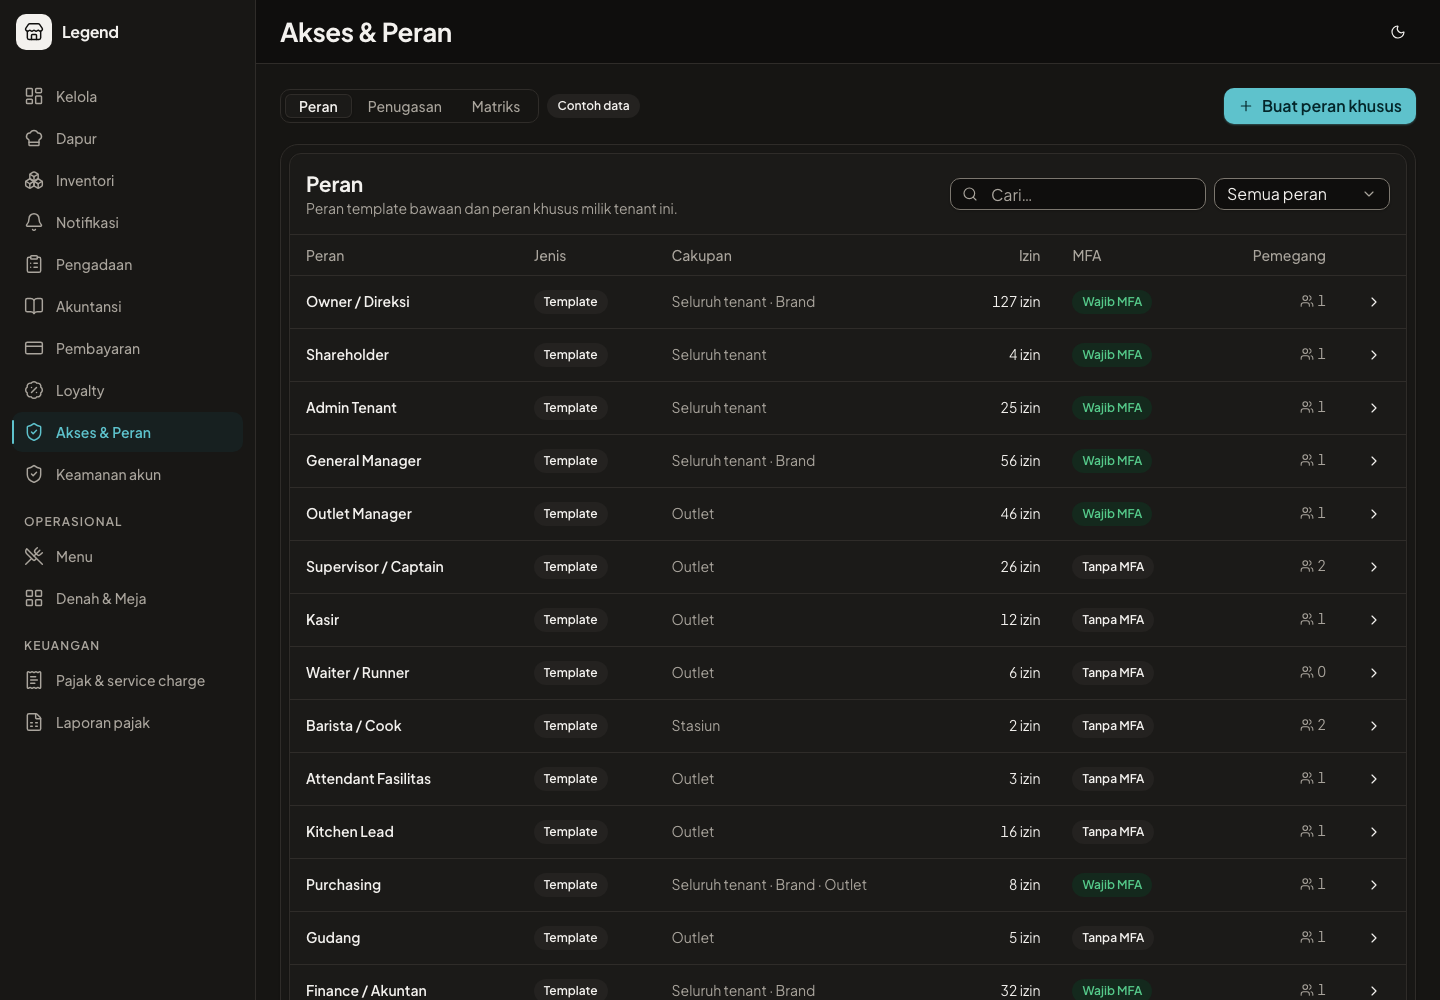 Legend
Akses & Peran
Kelola
Dapur
Inventori
Notifikasi
Pengadaan
Akuntansi
Pembayaran
Loyalty
Akses & Peran
Keamanan akun
OPERASIONAL
Menu
Denah & Meja
KEUANGAN
Pajak & service charge
Laporan pajak
Peran Penugasan Matriks Contoh data Buat peran khusus
Peran
Peran template bawaan dan peran khusus milik tenant ini.
Cari... Semua peran
Peran Jenis Cakupan Izin MFA Pemegang
Owner / Direksi Template Seluruh tenant · Brand 127 izin Wajib MFA 1
Shareholder Template Seluruh tenant 4 izin Wajib MFA 1
Admin Tenant Template Seluruh tenant 25 izin Wajib MFA 1
General Manager Template Seluruh tenant · Brand 56 izin Wajib MFA 1
Outlet Manager Template Outlet 46 izin Wajib MFA 1
Supervisor / Captain Template Outlet 26 izin Tanpa MFA 2
Kasir Template Outlet 12 izin Tanpa MFA 1
Waiter / Runner Template Outlet 6 izin Tanpa MFA 0
Barista / Cook Template Stasiun 2 izin Tanpa MFA 2
Attendant Fasilitas Template Outlet 3 izin Tanpa MFA 1
Kitchen Lead Template Outlet 16 izin Tanpa MFA 1
Purchasing Template Seluruh tenant · Brand · Outlet 8 izin Wajib MFA 1
Gudang Template Outlet 5 izin Tanpa MFA 1
Finance / Akuntan Template Seluruh tenant · Brand 32 izin Wajib MFA 1